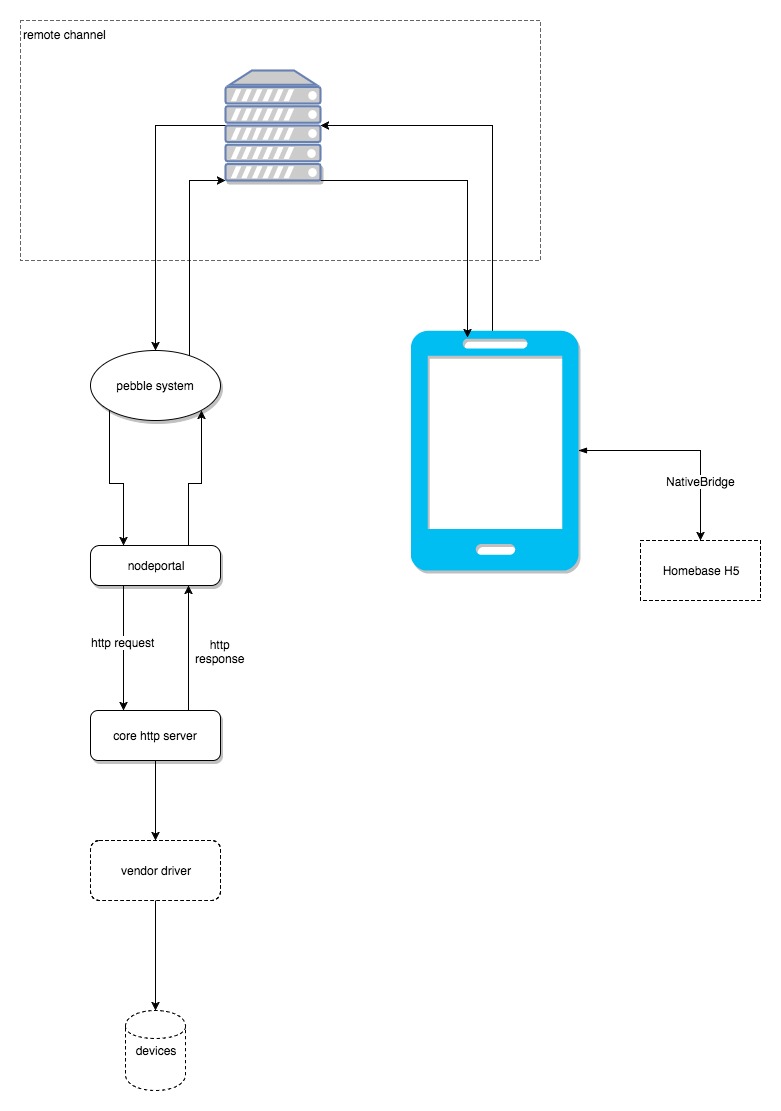 remote channel
pebble system
NativeBridge
nodeportal
Homebase H5
http request
http
response
core http server
vendor driver
devices